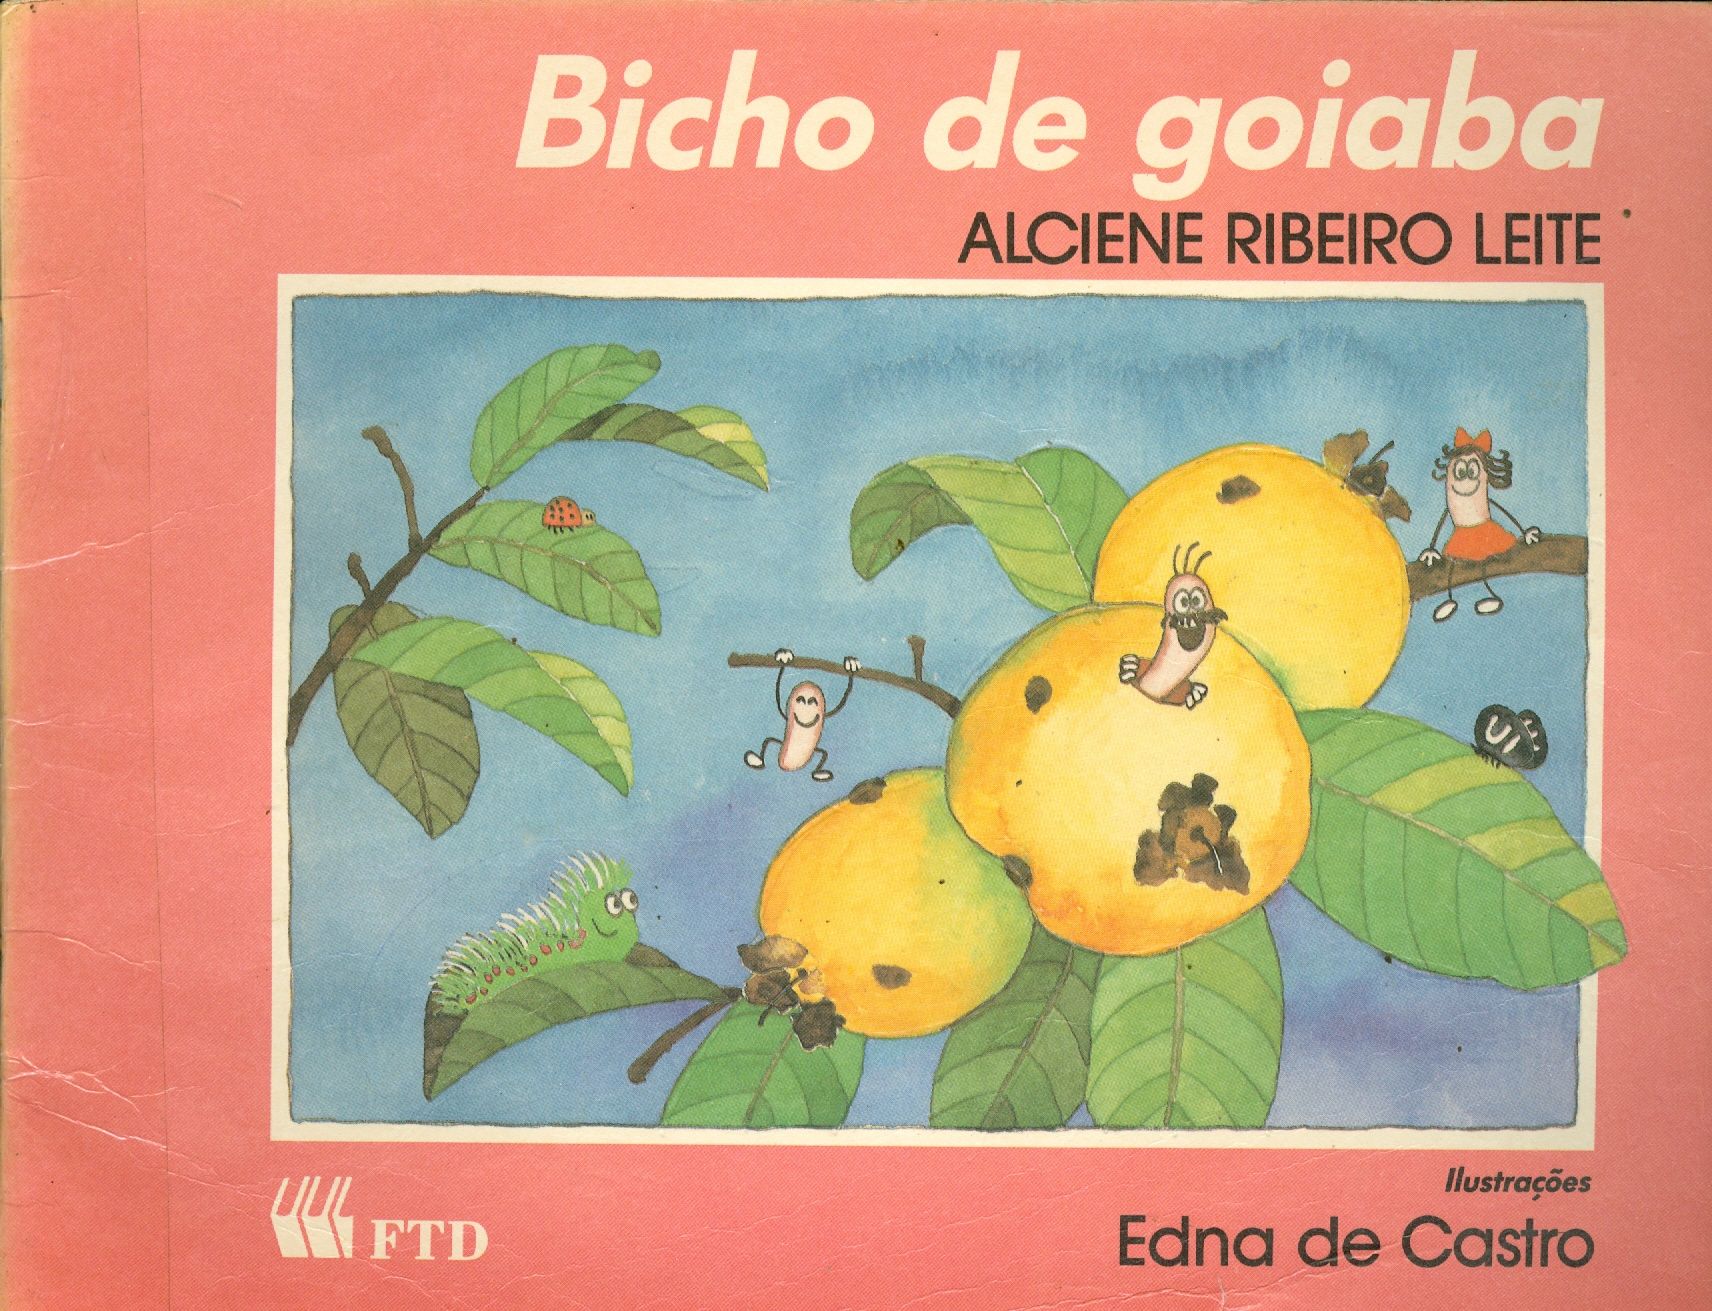 Bicho de goiaba
ALCIENE RIBEIRO LEITE
Ilustrações
Edna de Castro
FTD